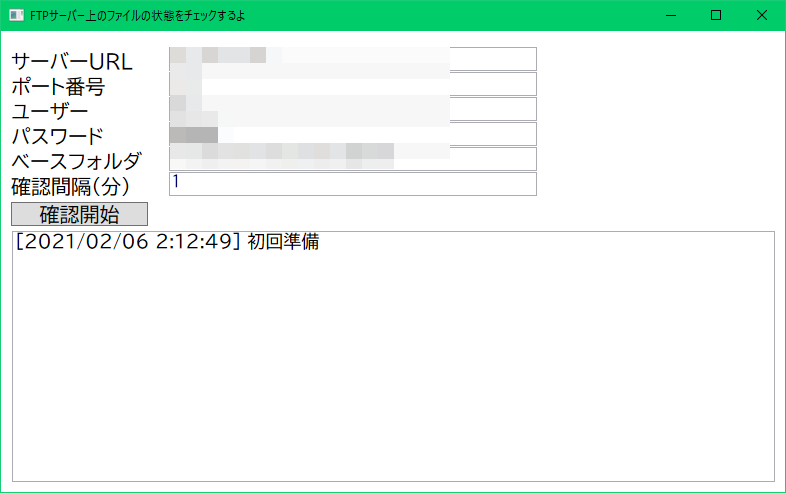 FTPサーバー上のファイルの状態をチェックするよ
サーバーURL
ポート番号
ユーザー
パスワード
ベースフォルダ
確認間隔(分) 1
確認開始
[2021/02/06 2:12:49] 初回準備